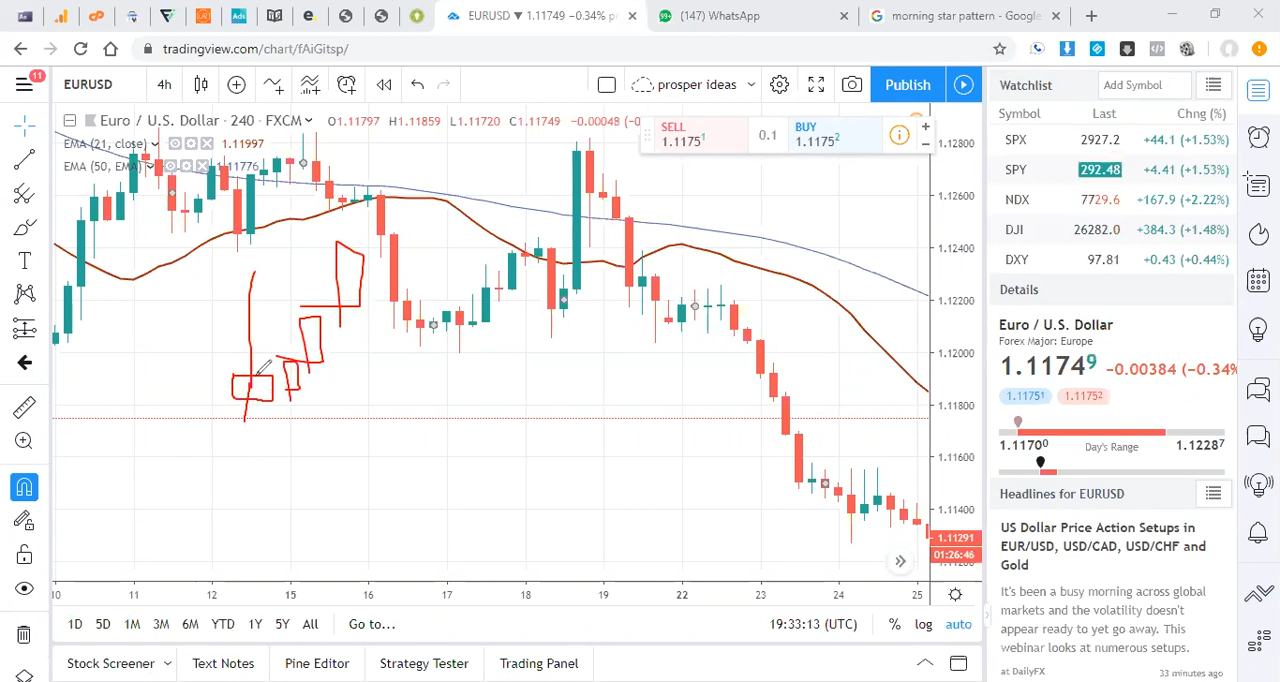 EURUSD ▼ 1.11749 −0.34% p
(147) WhatsApp
morning star pattern - Google
tradingview.com/chart/fAiGitsp/
11
EURUSD
4h
prosper ideas
Publish
Euro / U.S. Dollar · 240 · FXCM
O1.11797 H1.11859 L1.11720 C1.11749 −0.00048 (−0
EMA (21, close) 1.11997
EMA (50, EMA) 1.11776
SELL
1.1175¹
0.1
BUY
1.1175²
1.12800
1.12600
1.12400
1.12200
1.12000
1.11800
1.11600
1.11400
1.11291
01:26:46
10 11 12 15 16 17 18 19 22 23 24 25
1D 5D 1M 3M 6M YTD 1Y 5Y All Go to...
19:33:13 (UTC) % log auto
Stock Screener Text Notes Pine Editor Strategy Tester Trading Panel
Watchlist
Add Symbol
Symbol Last Chg (%)
SPX 2927.2 +44.1 (+1.53%)
SPY 292.48 +4.41 (+1.53%)
NDX 7729.6 +167.9 (+2.22%)
DJI 26282.0 +384.3 (+1.48%)
DXY 97.81 +0.43 (+0.44%)
Details
Euro / U.S. Dollar
Forex Major: Europe
1.1174⁹ −0.00384 (−0.34%
1.1175¹ 1.1175²
1.1170⁰ Day's Range 1.1228⁷
Headlines for EURUSD
US Dollar Price Action Setups in
EUR/USD, USD/CAD, USD/CHF and
Gold
It's been a busy morning across global
markets and the volatility doesn't
appear ready to yet go away. This
webinar looks at numerous setups.
at DailyFX
33 minutes ago